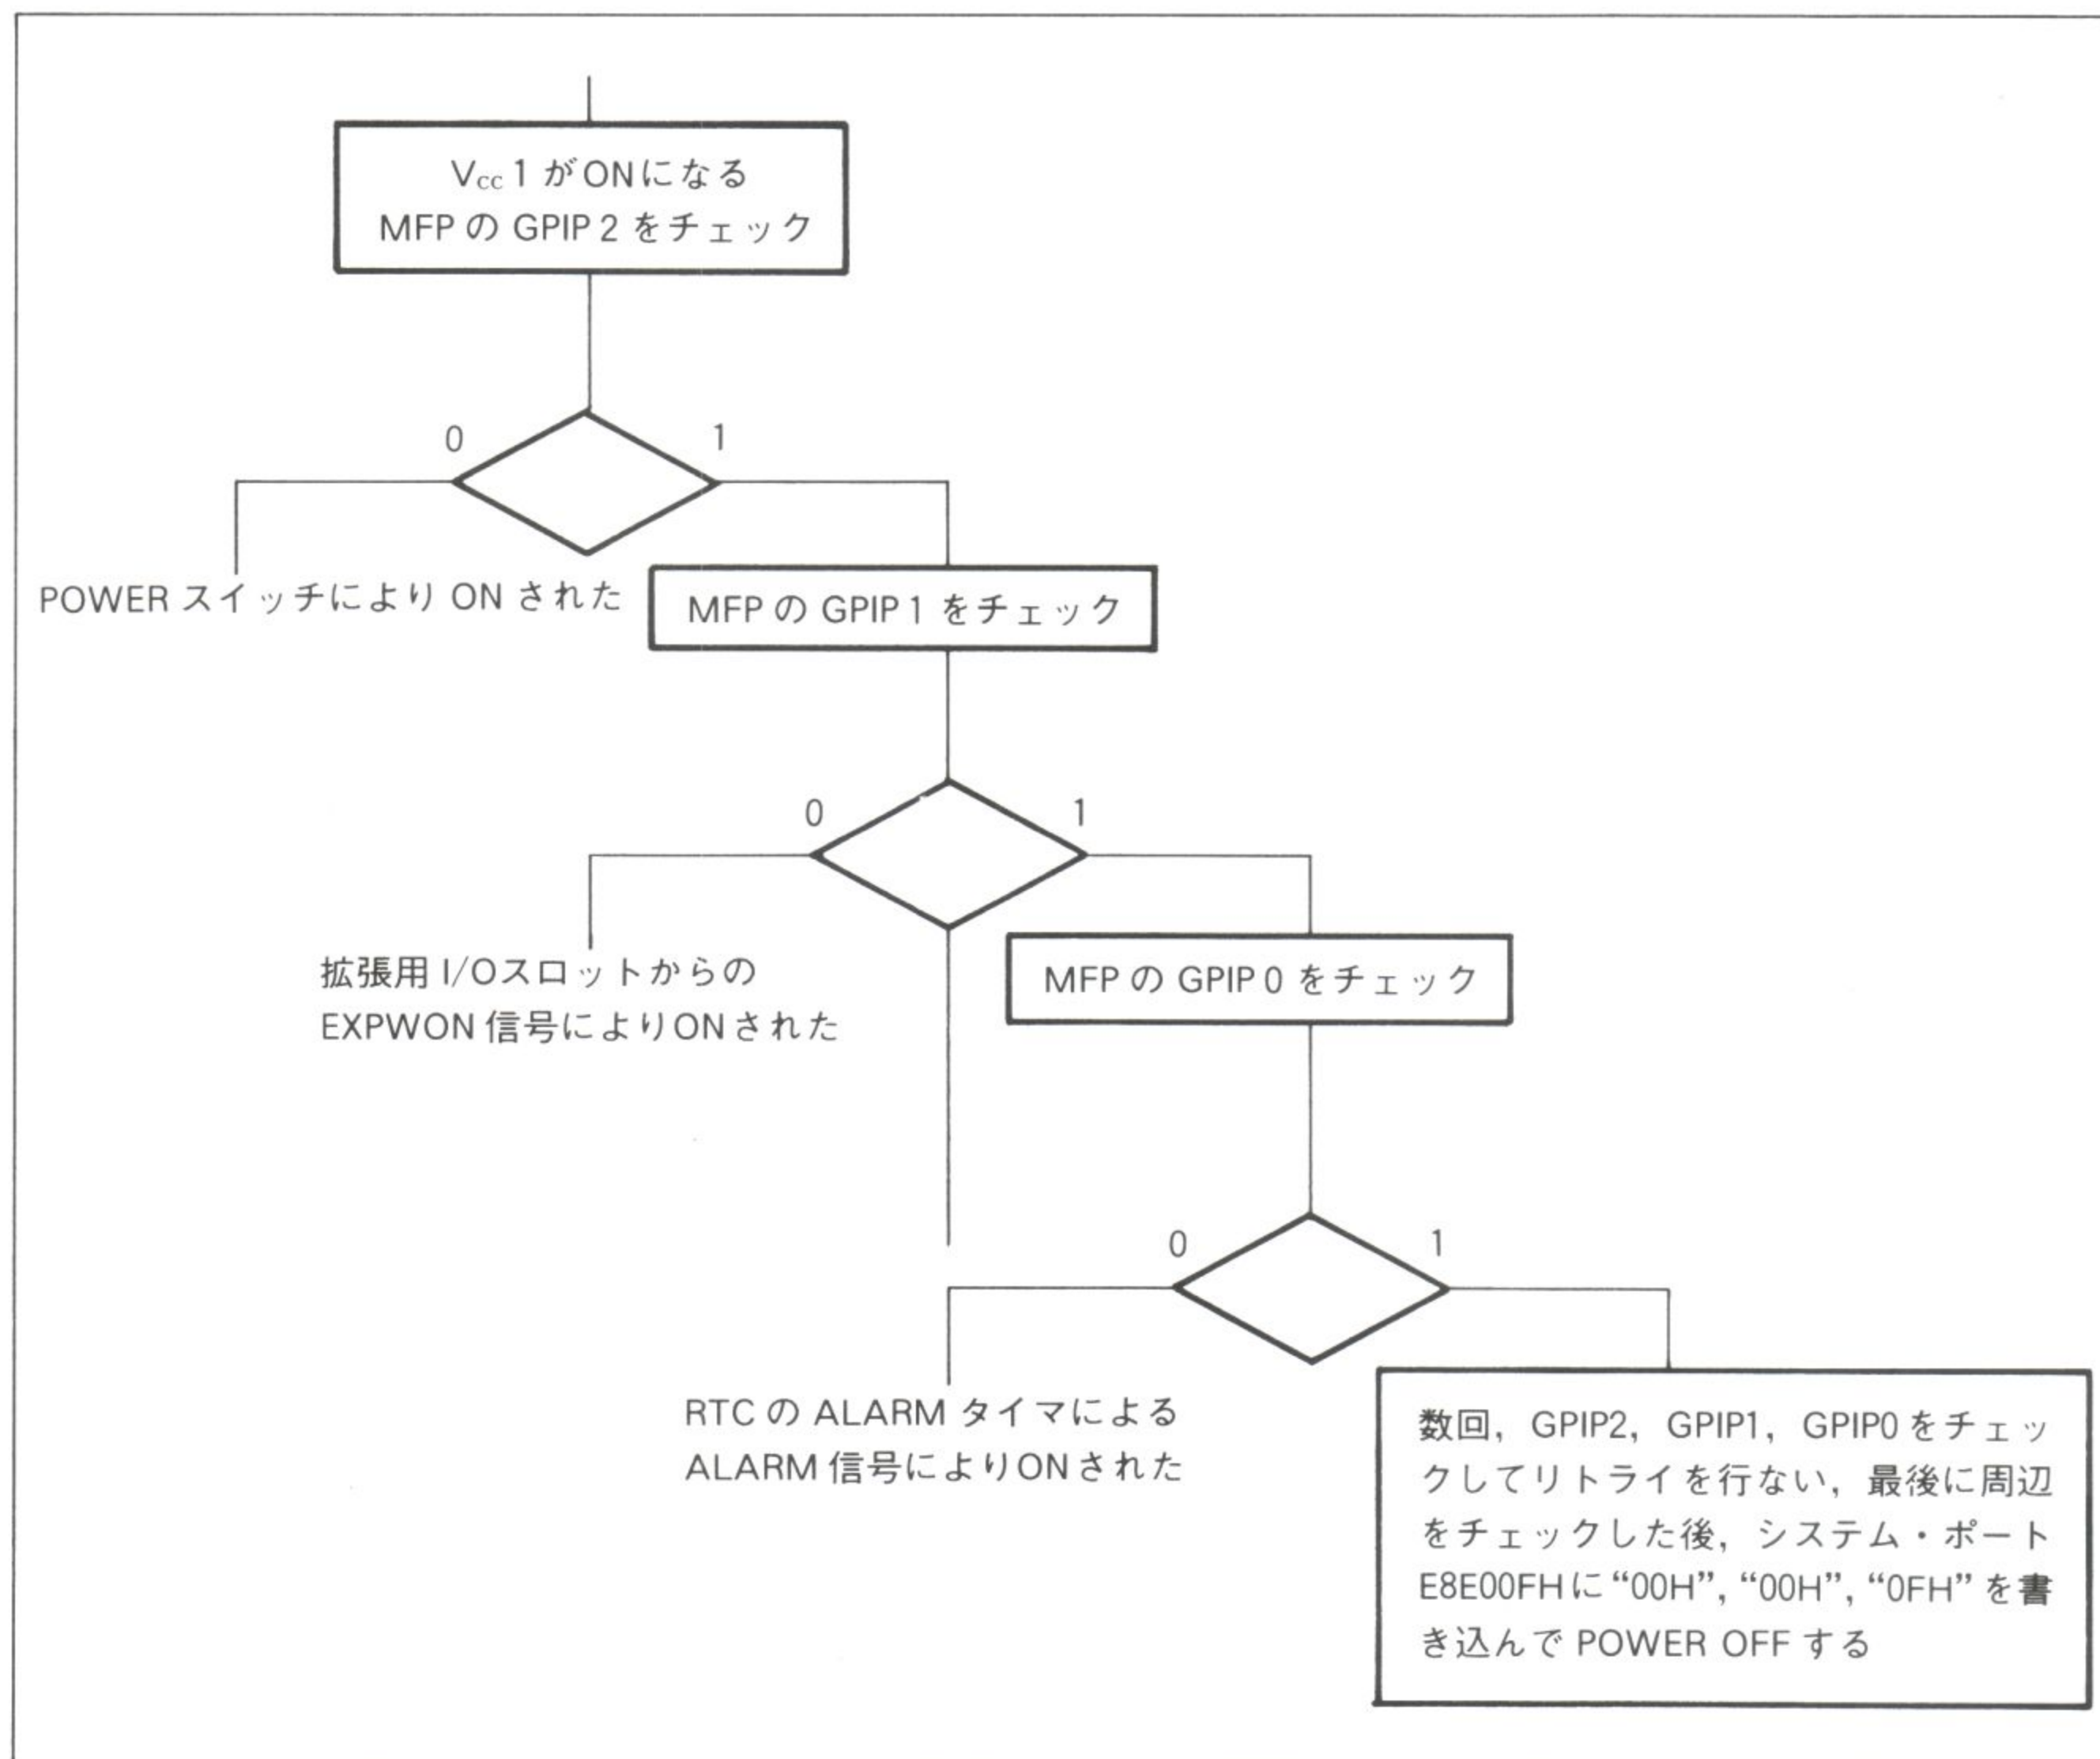 Vcc1がONになる
MFPのGPIP2をチェック
0
1
POWERスイッチによりONされた
MFPのGPIP1をチェック
0
1
拡張用I/Oスロットからの
EXPWON信号によりONされた
MFPのGPIP0をチェック
0
1
RTCのALARMタイマによる
ALARM信号によりONされた
数回，GPIP2，GPIP1，GPIP0をチェッ
クしてリトライを行ない，最後に周辺
をチェックした後，システム・ポート
E8E00FHに“00H”，“00H”，“0FH”を書
き込んでPOWER OFFする